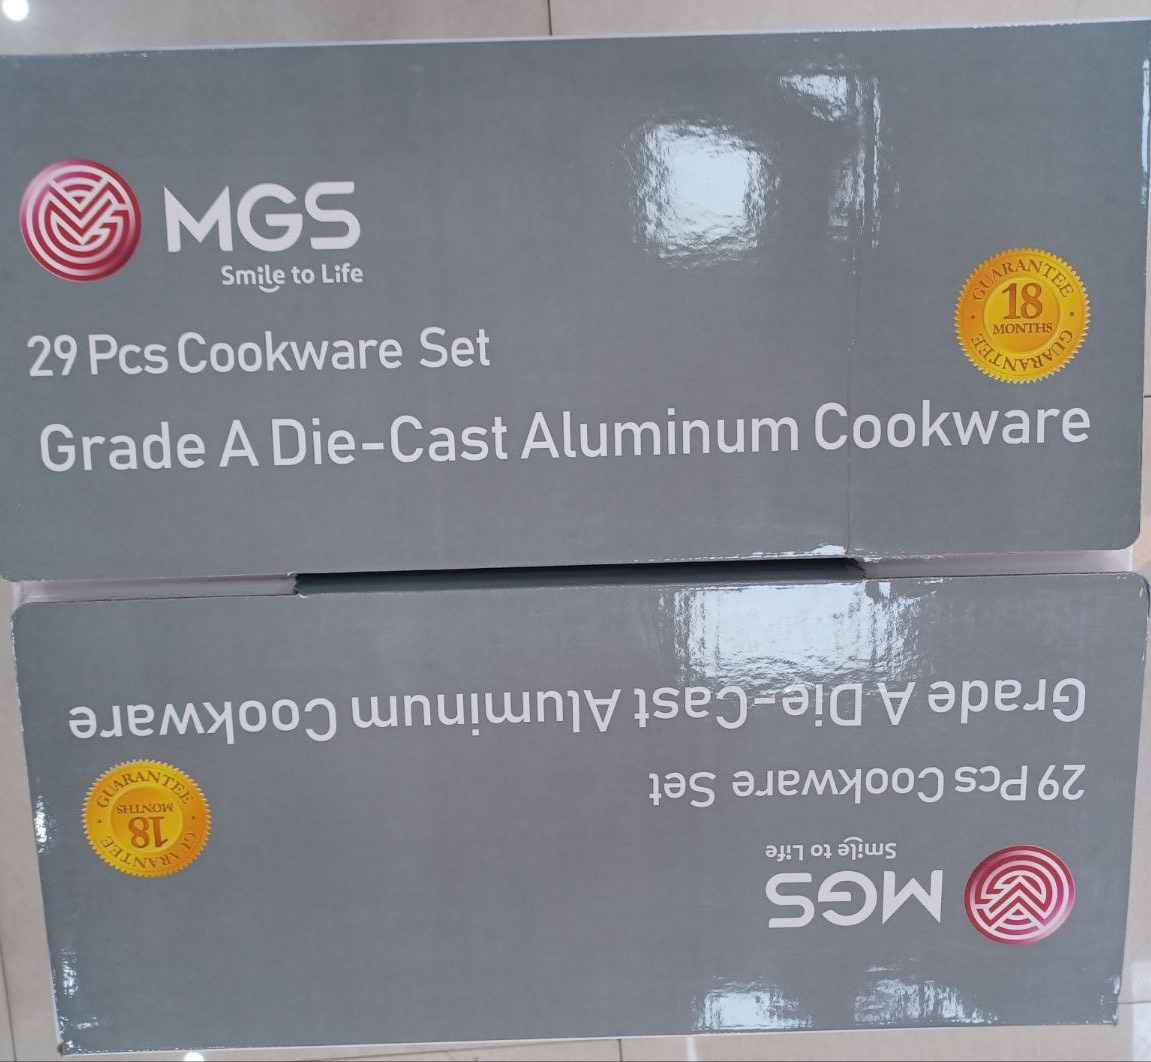 MGS
Smile to Life
29 Pcs Cookware Set
GUARANTEE
18
MONTHS
GUARANTEE
Grade A Die-Cast Aluminum Cookware
Grade A Die-Cast Aluminum Cookware
29 Pcs Cookware Set
GUARANTEE
18
MONTHS
GUARANTEE
Smile to Life
MGS